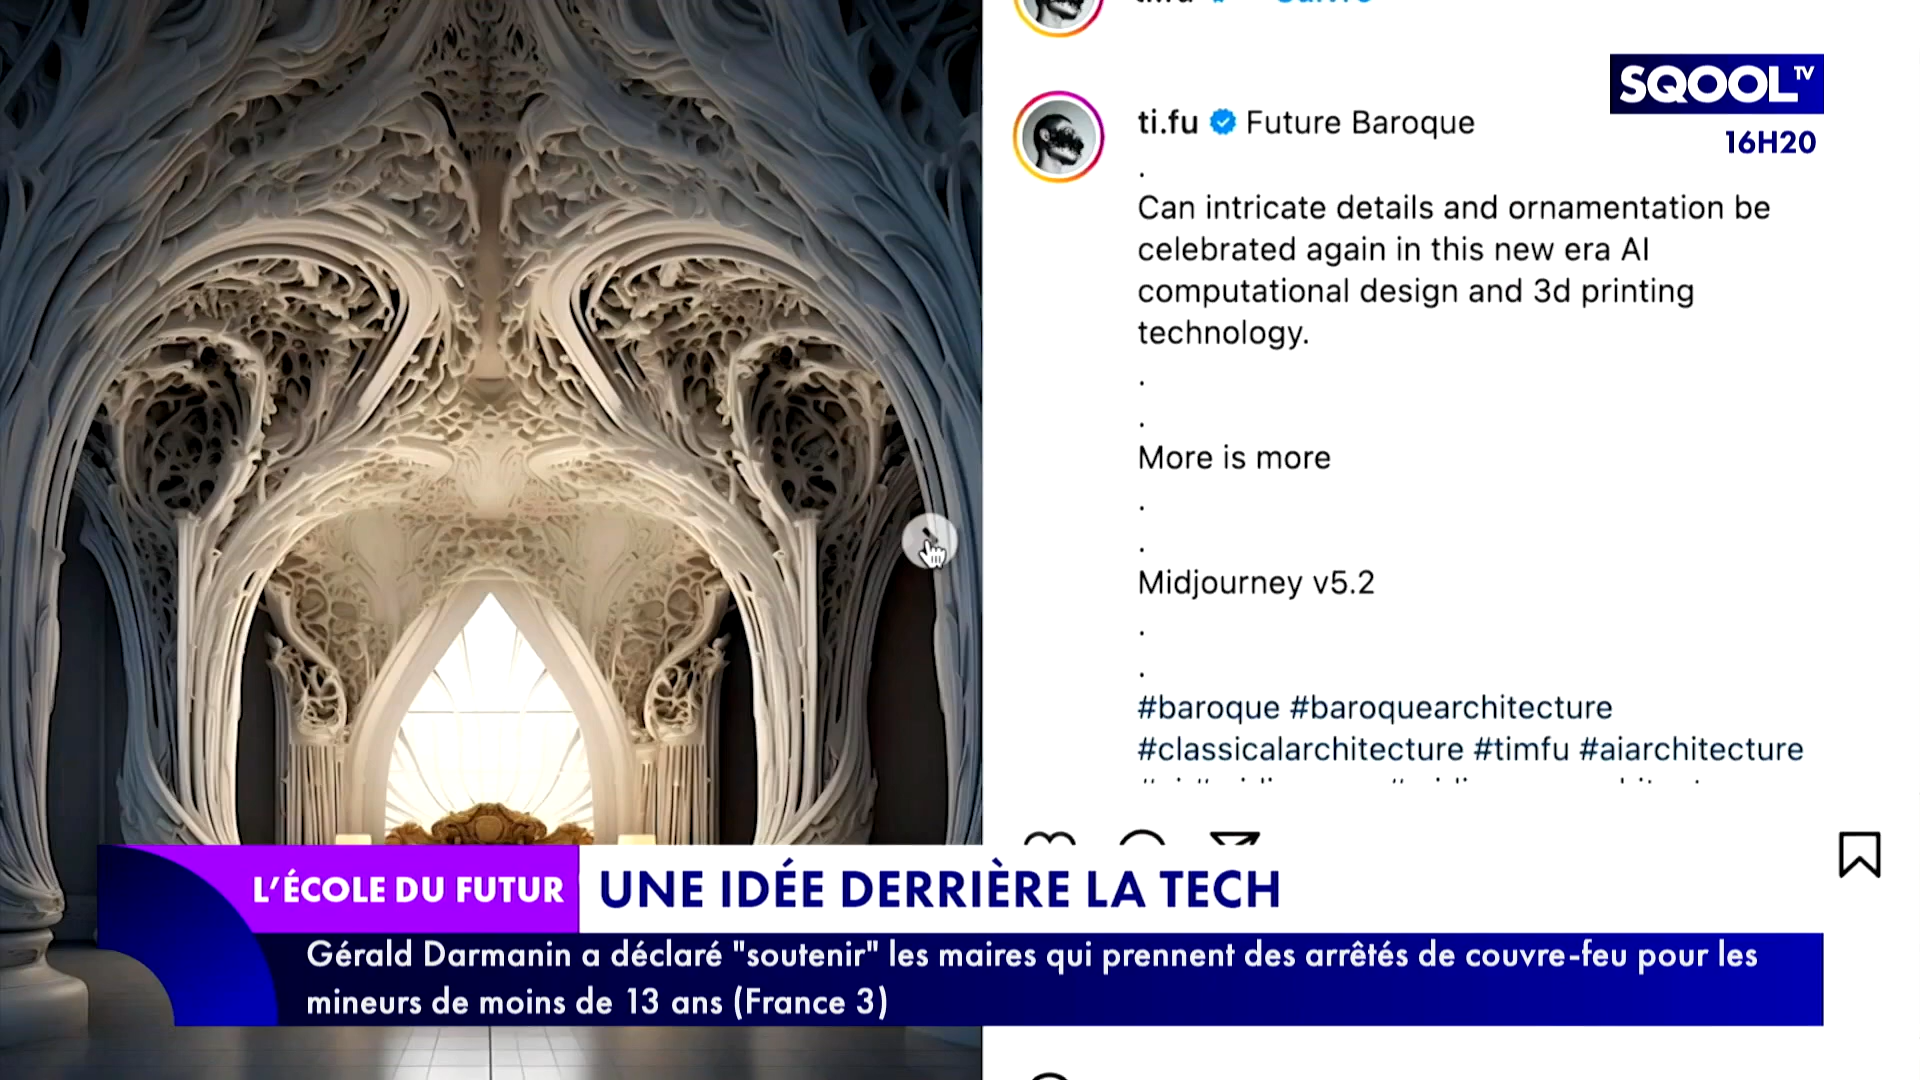 SQOOL TV
16H20
ti.fu Future Baroque
.
Can intricate details and ornamentation be
celebrated again in this new era AI
computational design and 3d printing
technology.
.
.
More is more
.
.
Midjourney v5.2
.
.
#baroque #baroquearchitecture
#classicalarchitecture #timfu #aiarchitecture
L'ÉCOLE DU FUTUR
UNE IDÉE DERRIÈRE LA TECH
Gérald Darmanin a déclaré "soutenir" les maires qui prennent des arrêtés de couvre-feu pour les
mineurs de moins de 13 ans (France 3)